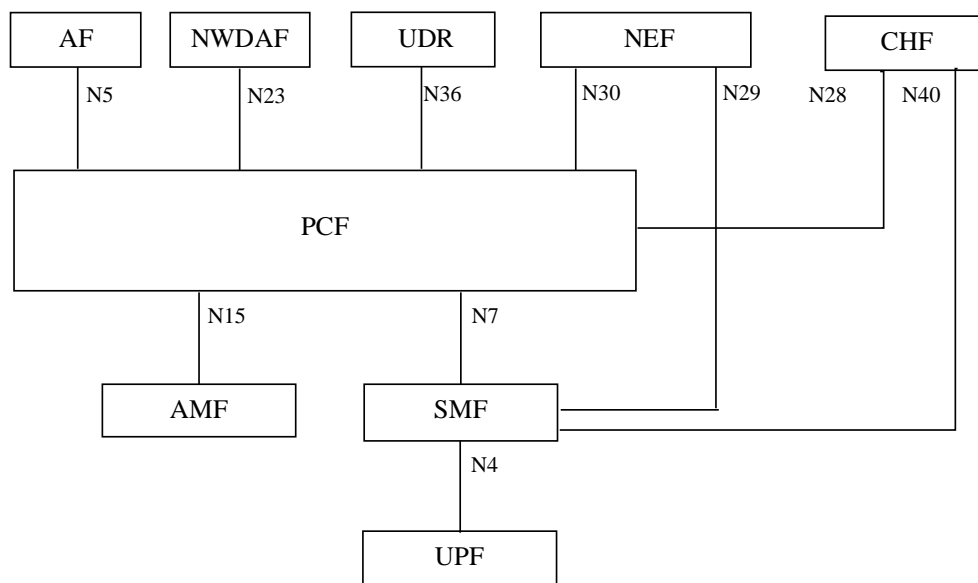 AF
NWDAF
UDR
NEF
CHF
N5
N23
N36
N30
N29
N28
N40
PCF
N15
N7
AMF
SMF
N4
UPF